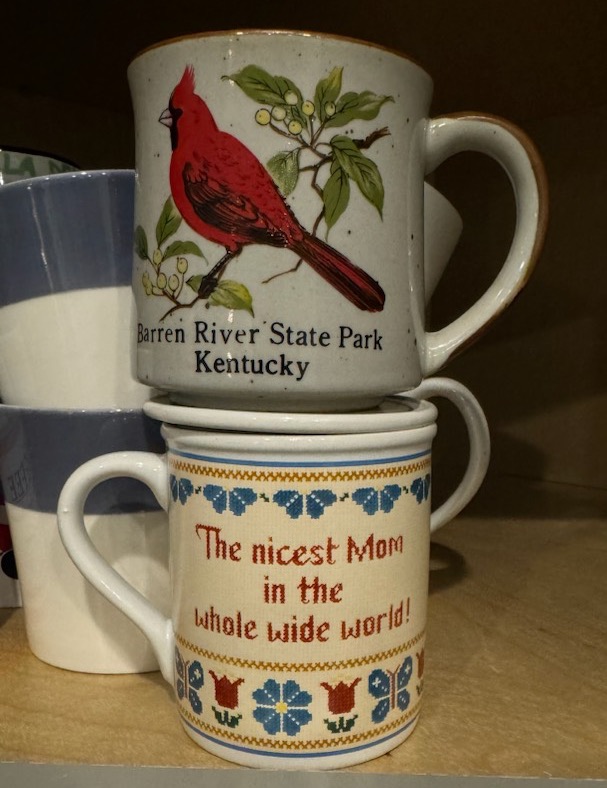 Barren River State Park
Kentucky
The nicest Mom
in the
whole wide world!